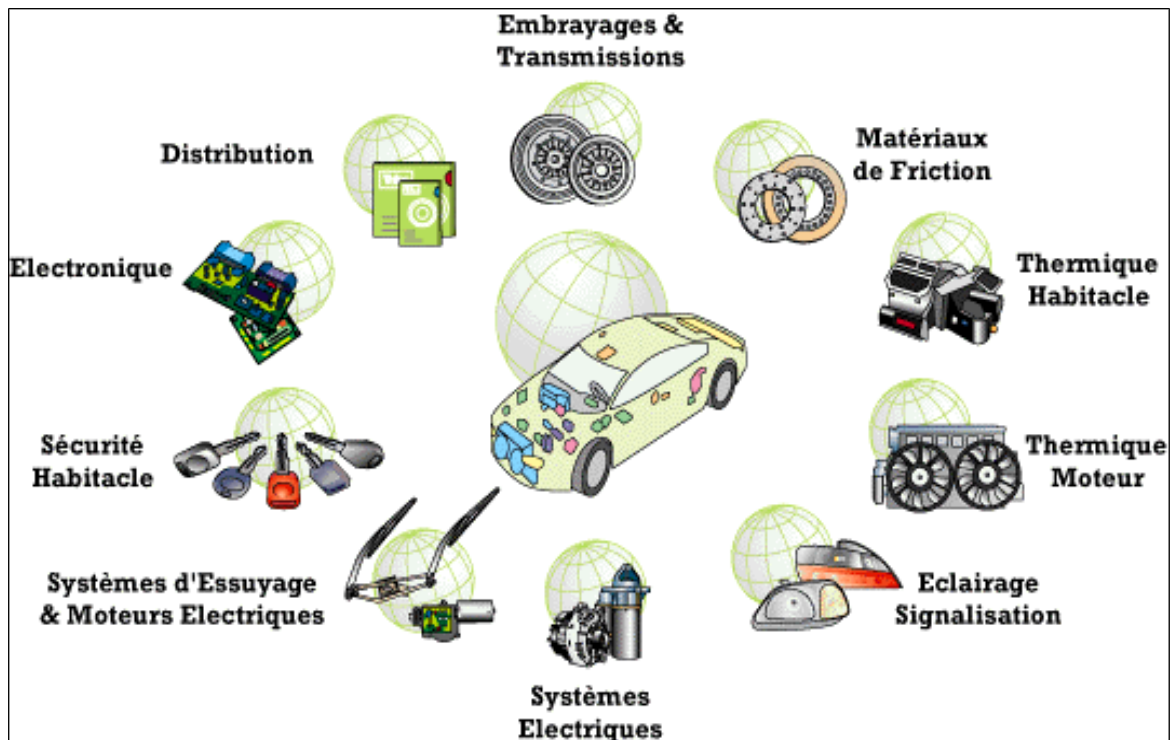 Embrayages &
Transmissions
Distribution
Matériaux
de Friction
Electronique
Thermique
Habitacle
Sécurité
Habitacle
Thermique
Moteur
Systèmes d'Essuyage
& Moteurs Electriques
Eclairage
Signalisation
Systèmes
Electriques